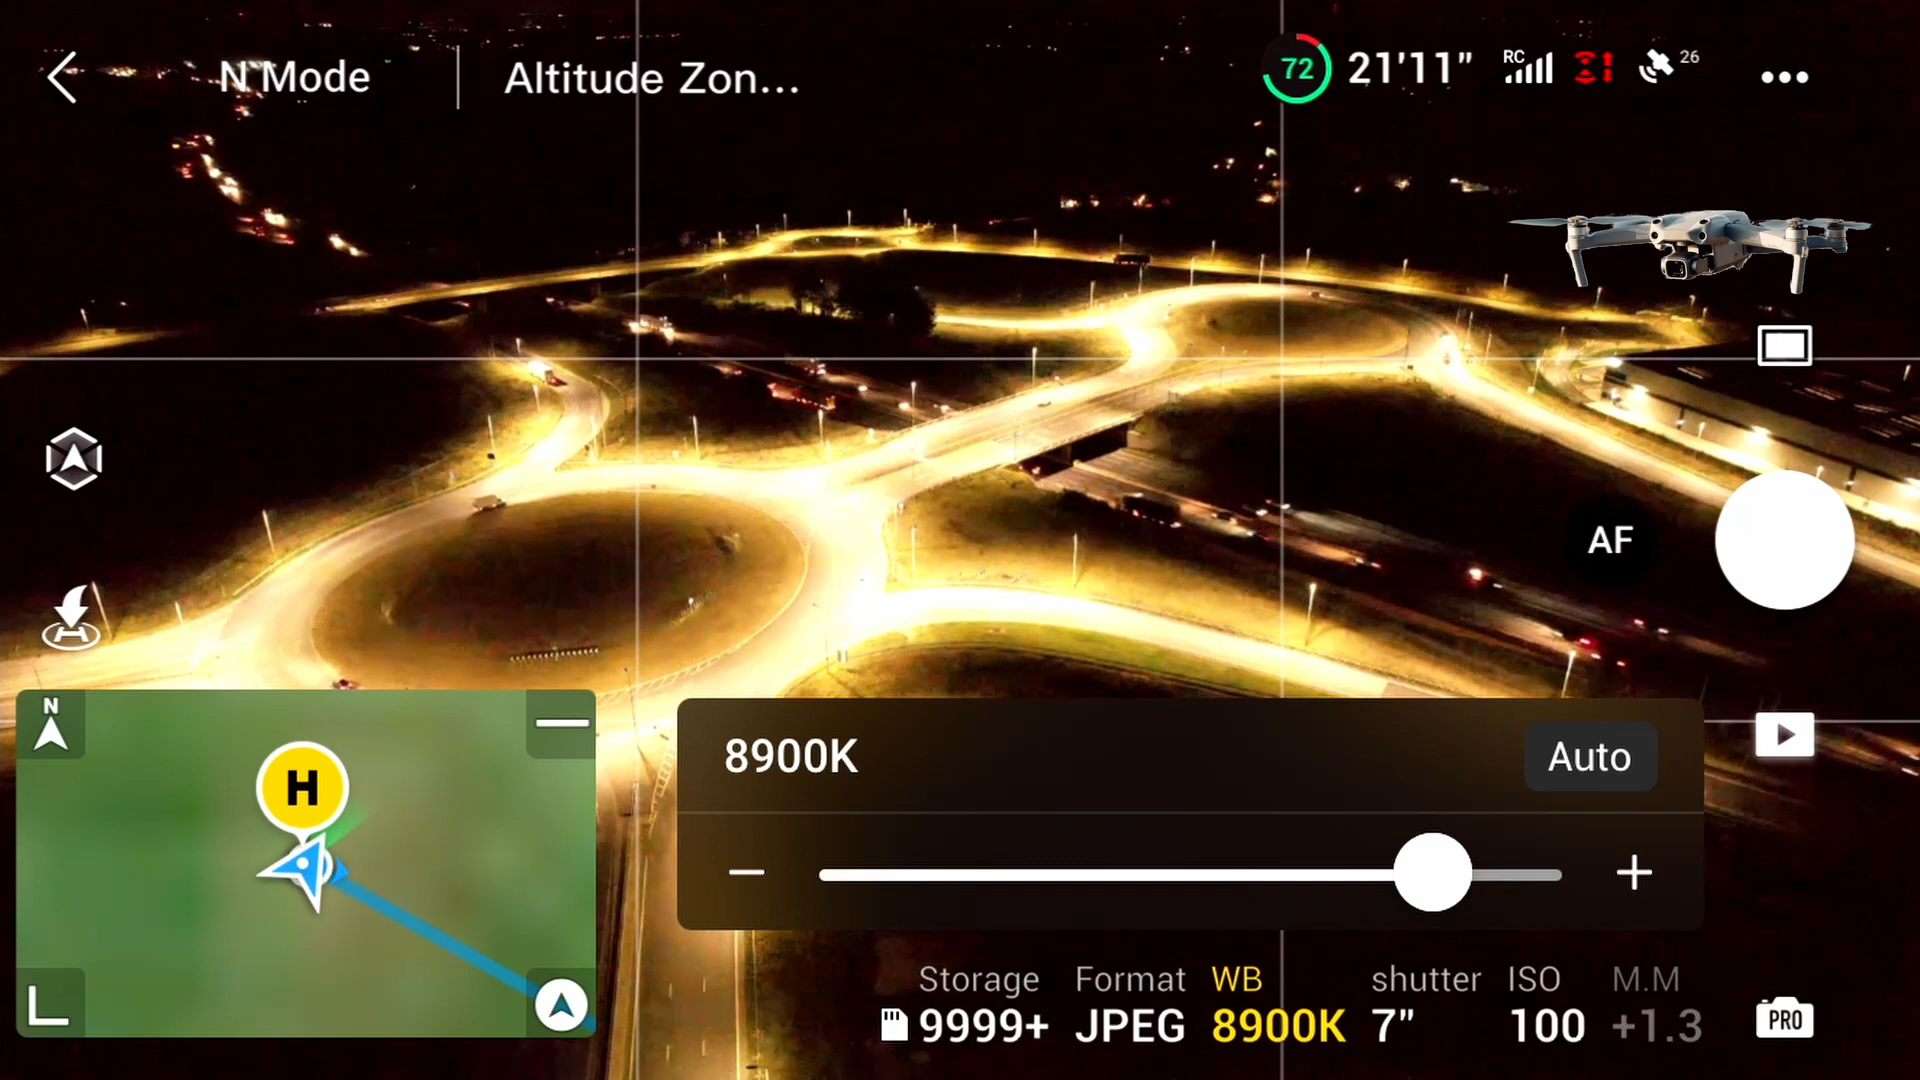 N Mode
Altitude Zon...
72
21'11"
RC
26
AF
N
H
8900K
Auto
Storage
Format
WB
shutter
ISO
M.M
9999+
JPEG
8900K
7"
100
+1.3
PRO